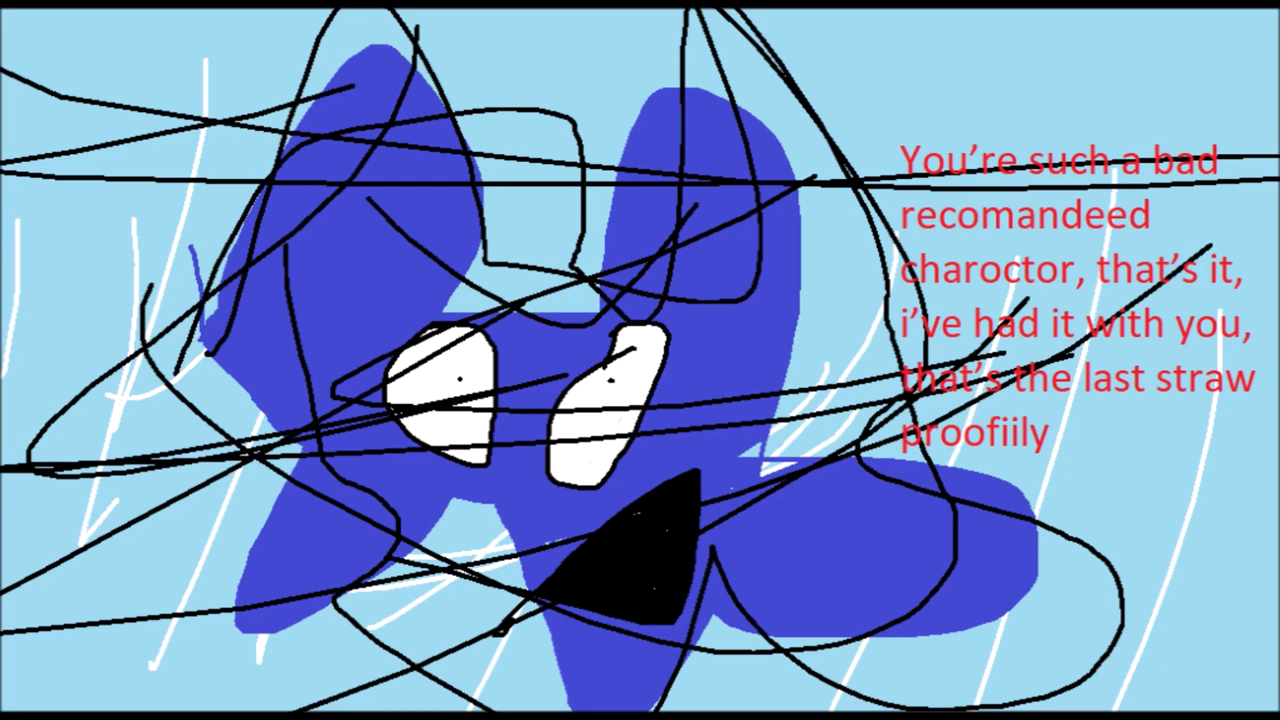 You're such a bad
recomandeed
charoctor, that's it,
i've had it with you,
that's the last straw
proofiily